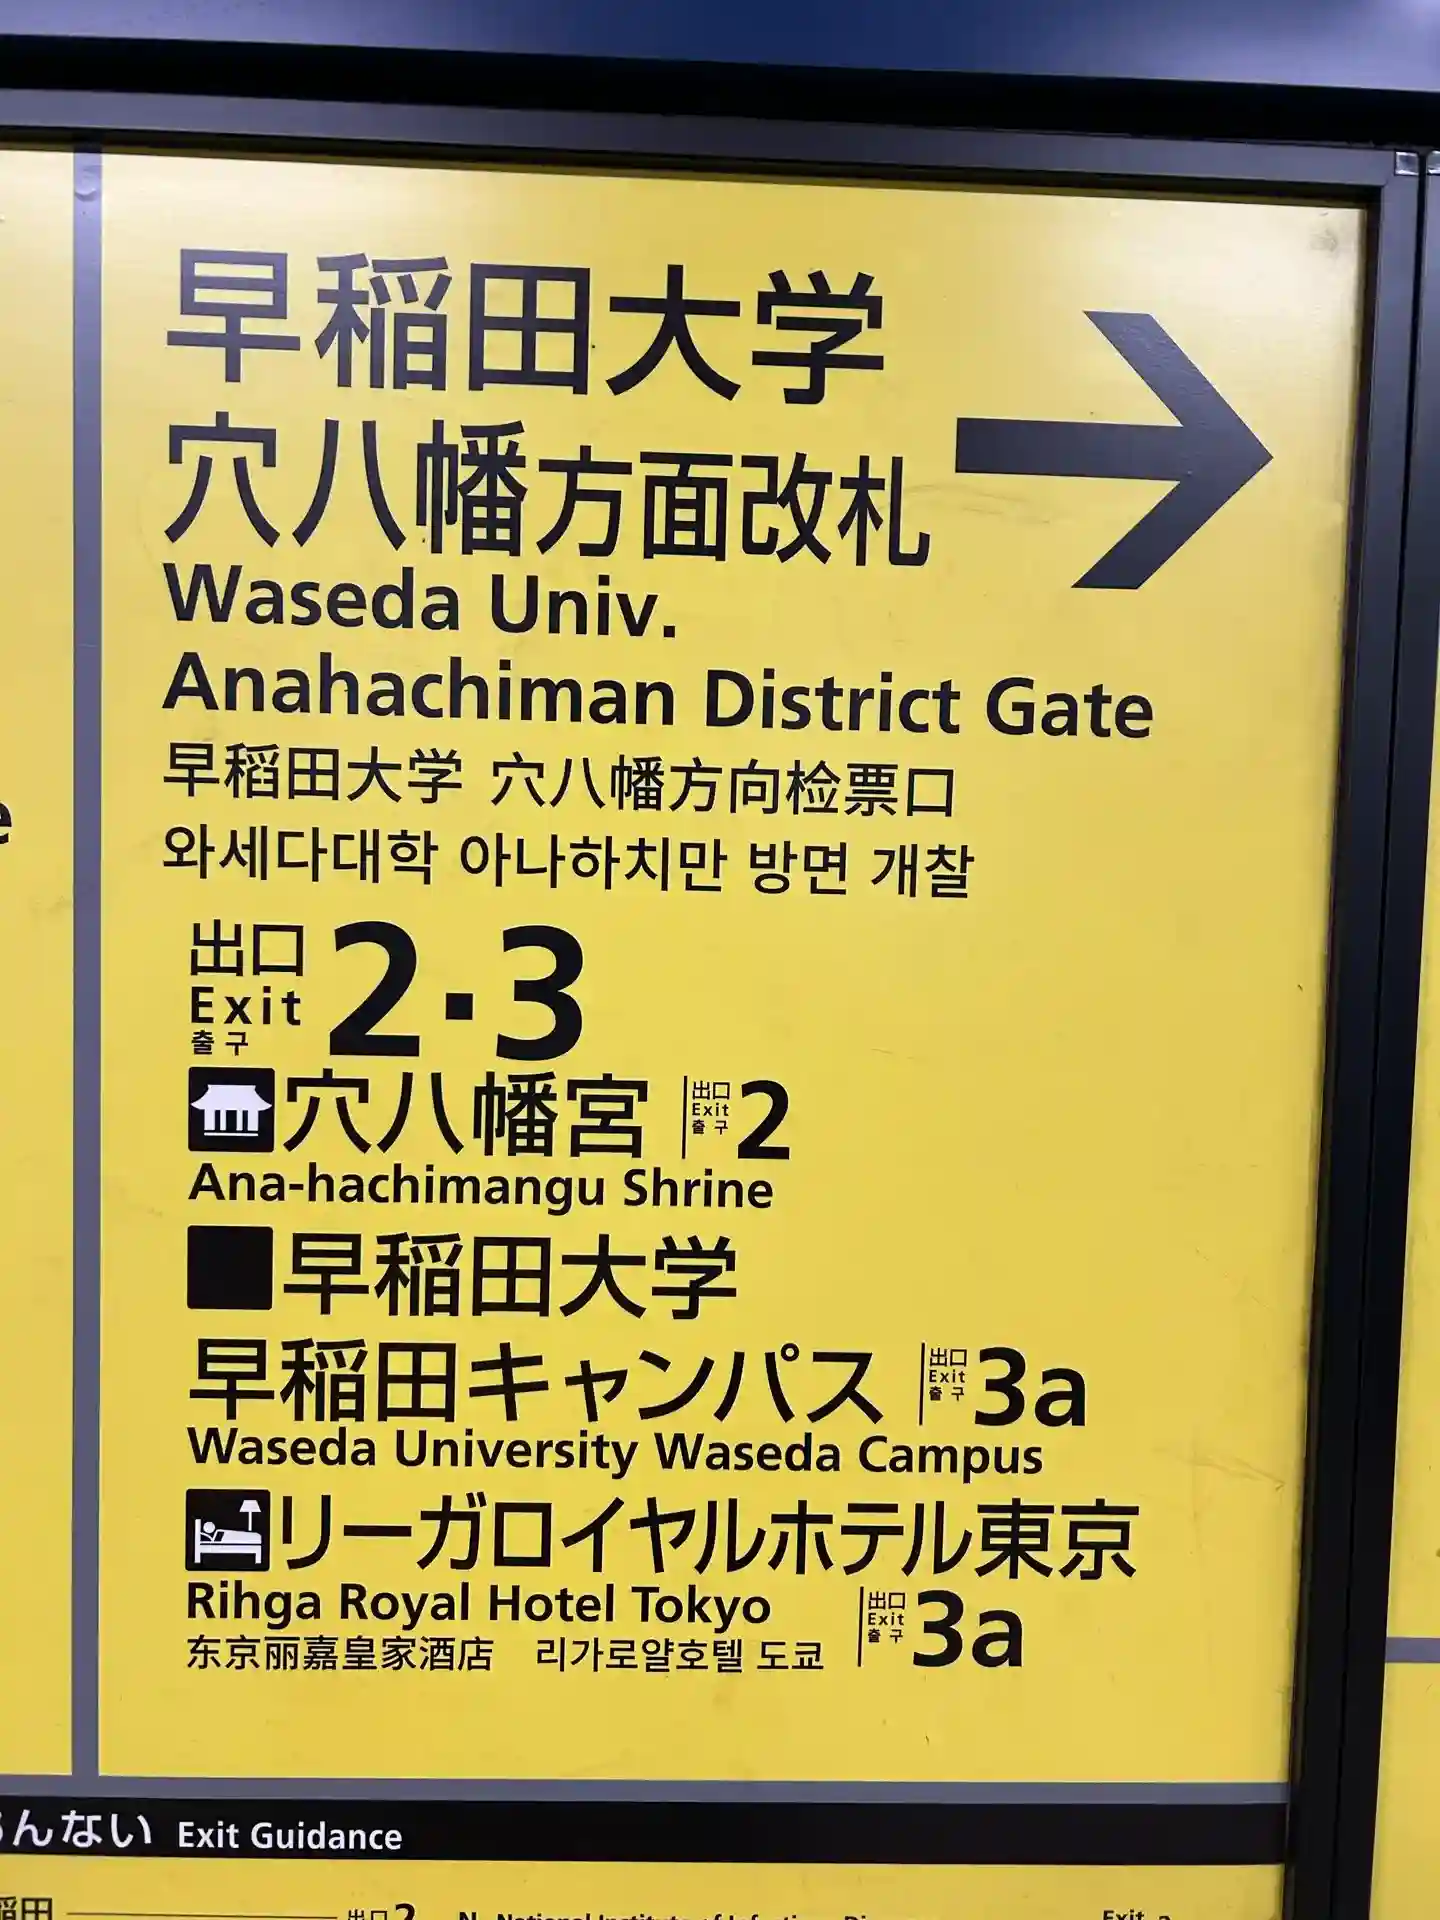 早稲田大学
穴八幡方面改札
Waseda Univ.
Anahachiman District Gate
早稻田大学 穴八幡方向检票口
와세다대학 아나하치만 방면 개찰
出口
Exit
출구
2·3
穴八幡宮 出口 Exit 출구 2
Ana-hachimangu Shrine
早稲田大学
早稲田キャンパス 出口 Exit 출구 3a
Waseda University Waseda Campus
リーガロイヤルホテル東京
Rihga Royal Hotel Tokyo 出口 Exit 출구 3a
东京丽嘉皇家酒店 리가로얄호텔 도쿄
んない Exit Guidance
稲田 出口 2